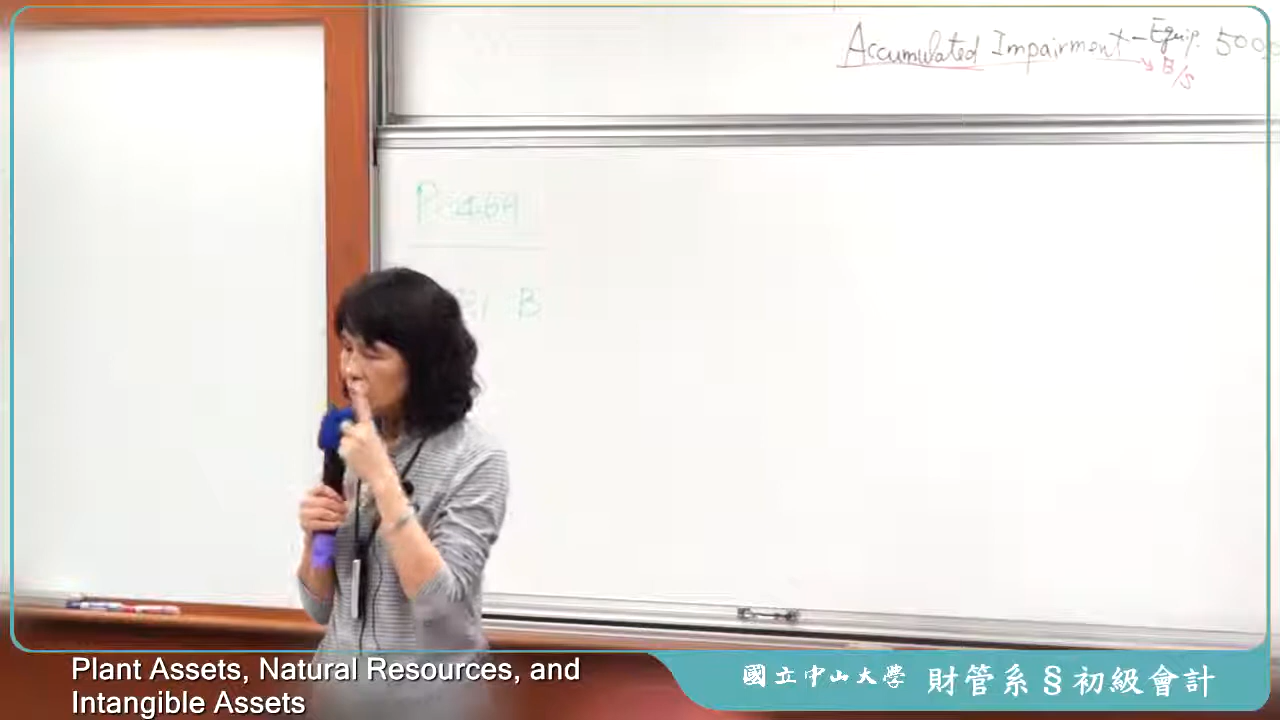 Accumulated Impairment - Equip. 5000
B/S
B
Plant Assets, Natural Resources, and
Intangible Assets
國立中山大學 財管系§初級會計